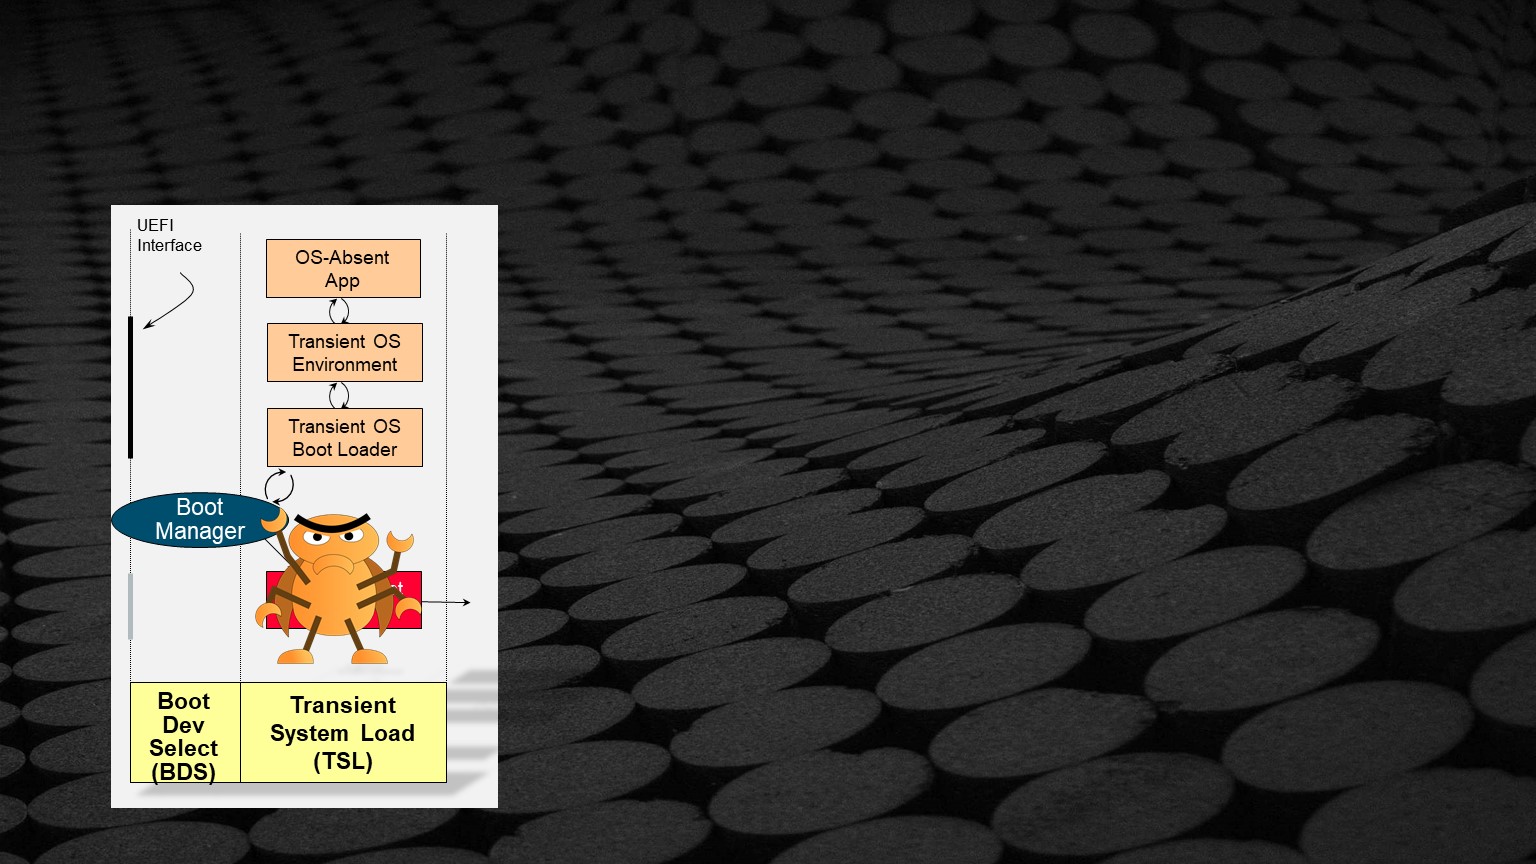 UEFI
Interface
OS-Absent
App
Transient OS
Environment
Transient OS
Boot Loader
Boot
Manager
Boot
Dev
Select
(BDS)
Transient
System Load
(TSL)